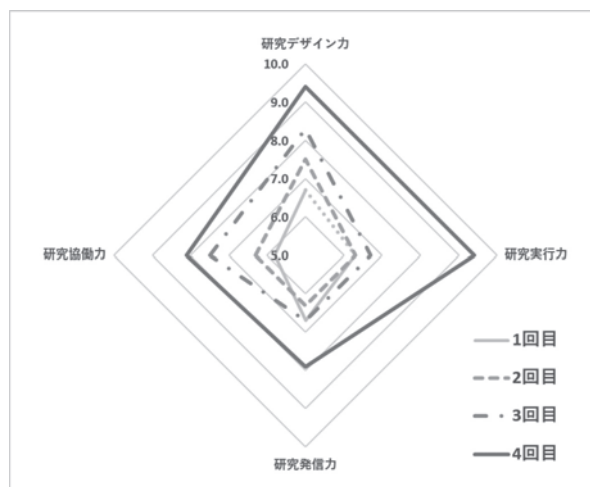 研究デザイン力
10.0
9.0
8.0
7.0
6.0
5.0
研究協働力
研究実行力
研究発信力
1回目
2回目
3回目
4回目